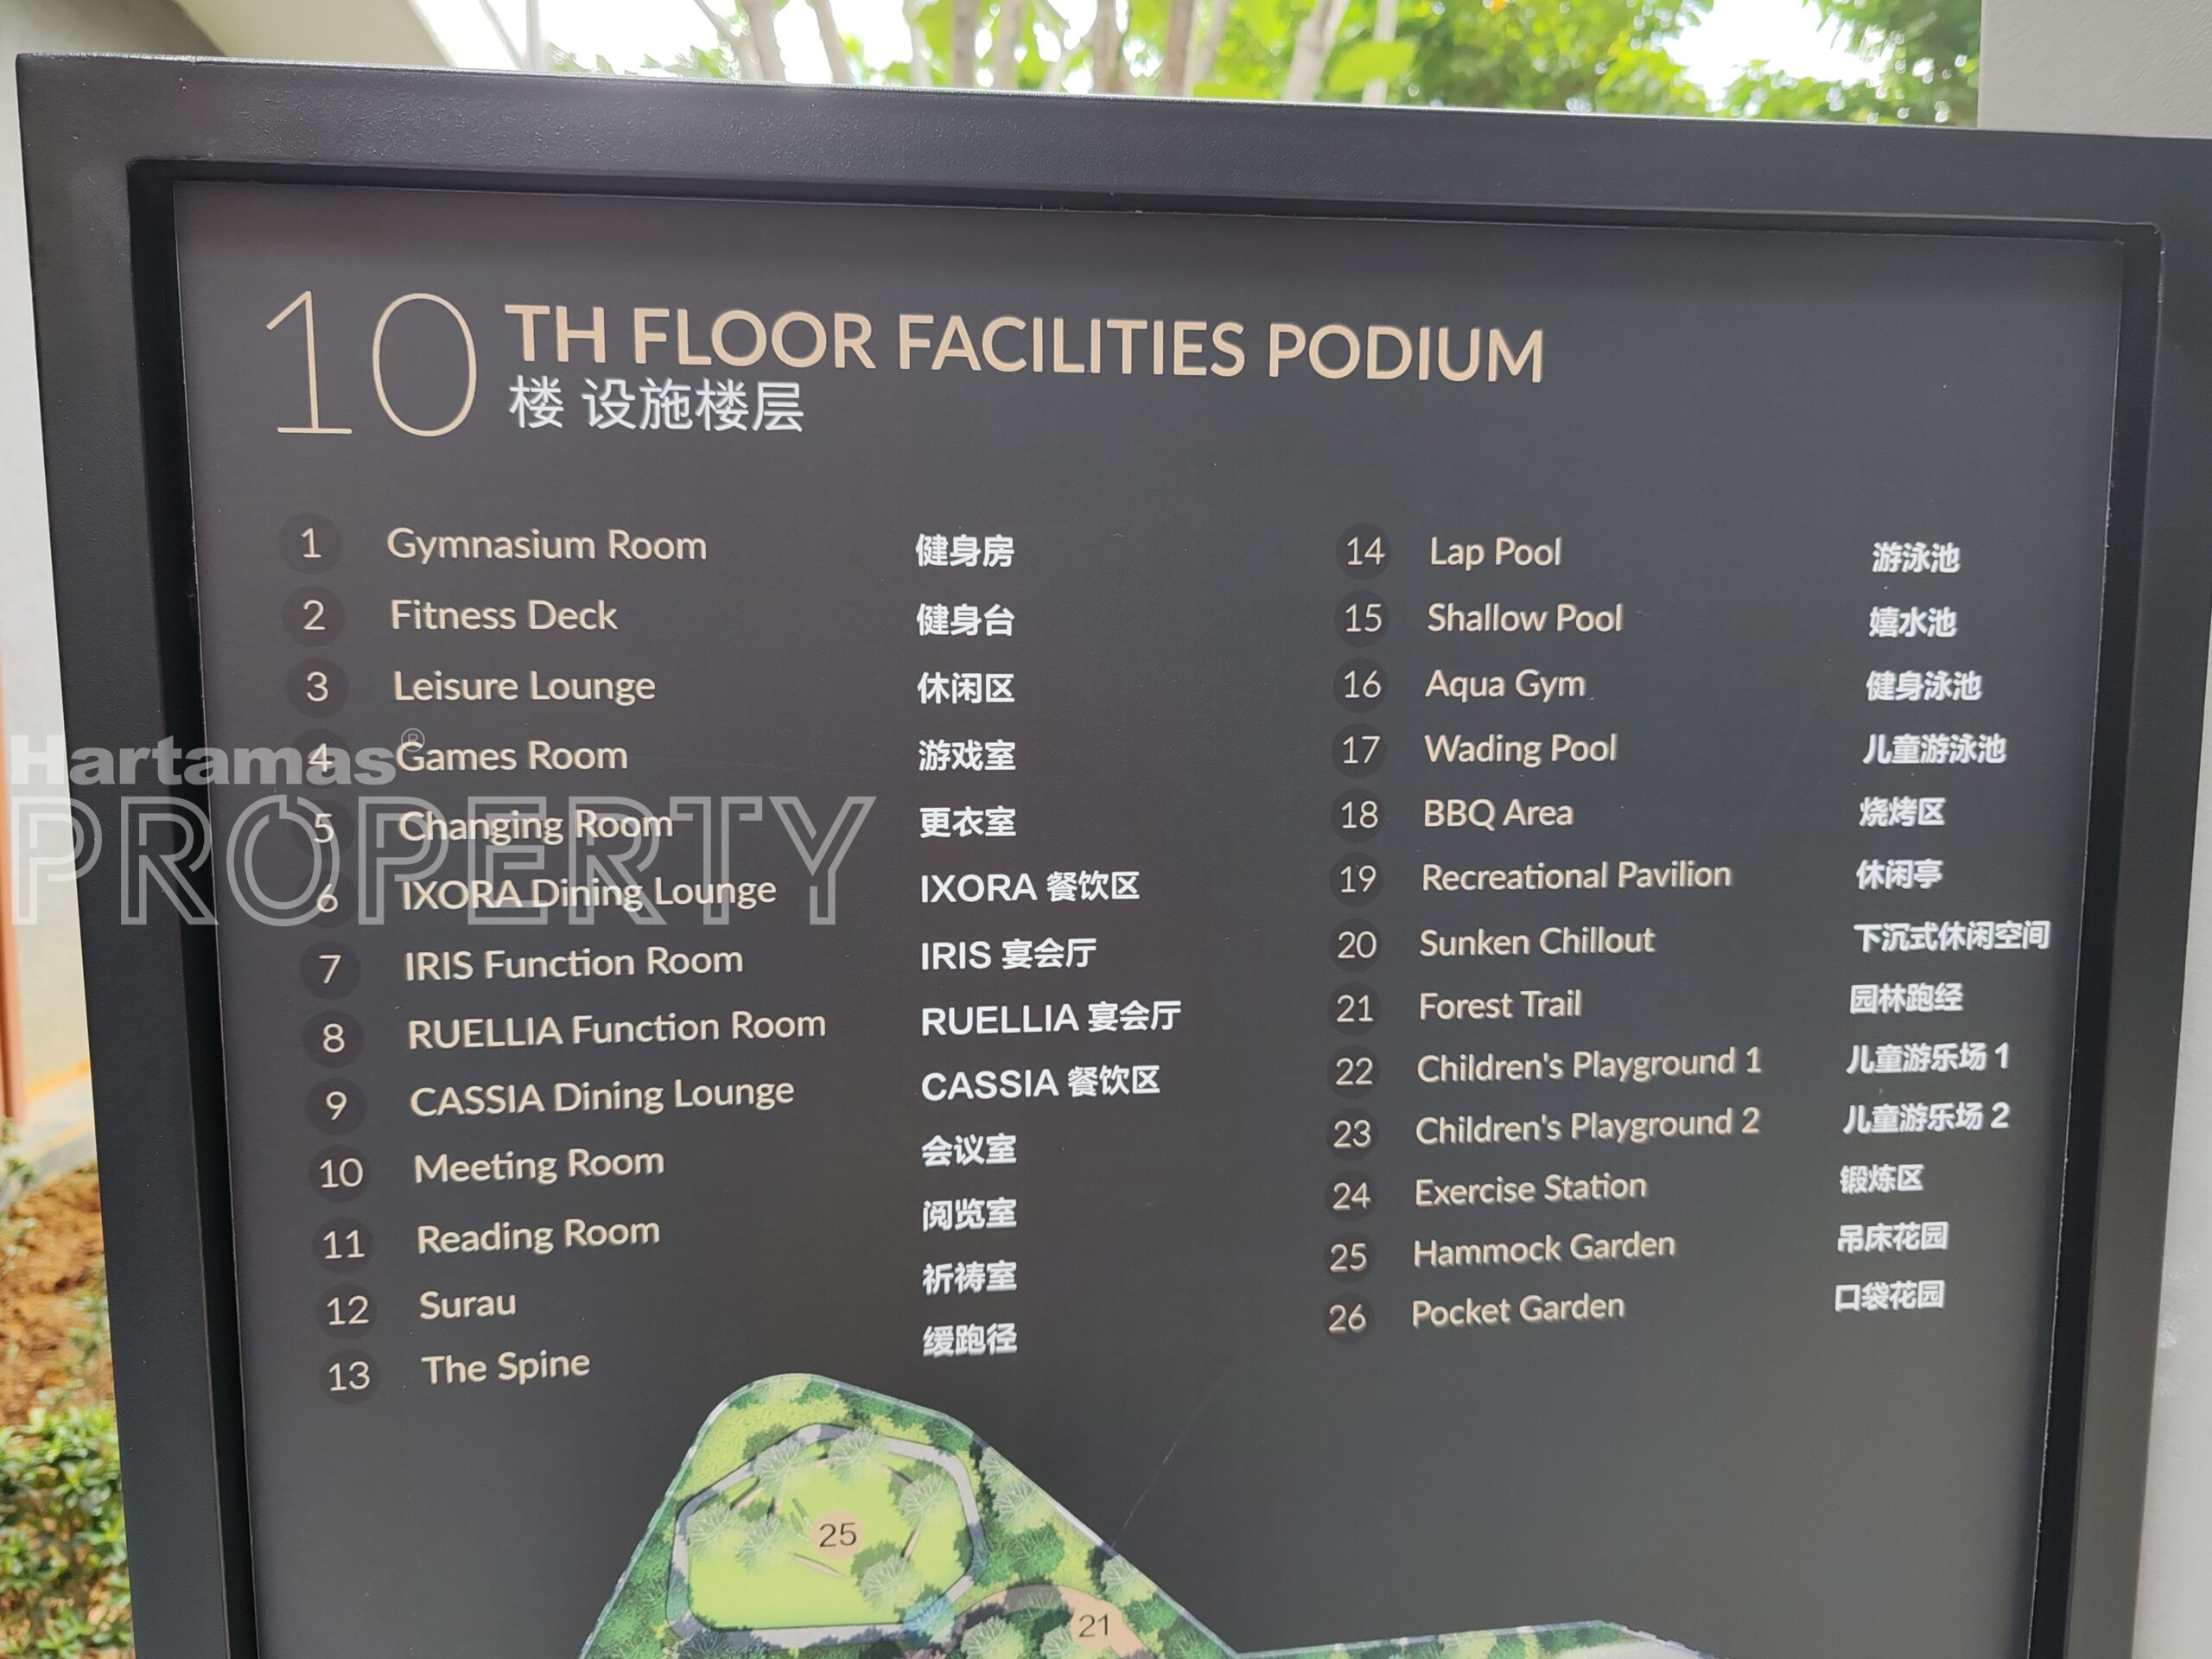 10 TH FLOOR FACILITIES PODIUM
楼 设施楼层
1 Gymnasium Room 健身房
2 Fitness Deck 健身台
3 Leisure Lounge 休闲区
4 Games Room 游戏室
5 Changing Room 更衣室
6 IXORA Dining Lounge IXORA 餐饮区
7 IRIS Function Room IRIS 宴会厅
8 RUELLIA Function Room RUELLIA 宴会厅
9 CASSIA Dining Lounge CASSIA 餐饮区
10 Meeting Room 会议室
11 Reading Room 阅览室
12 Surau 祈祷室
13 The Spine 缓跑径
14 Lap Pool 游泳池
15 Shallow Pool 嬉水池
16 Aqua Gym 健身泳池
17 Wading Pool 儿童游泳池
18 BBQ Area 烧烤区
19 Recreational Pavilion 休闲亭
20 Sunken Chillout 下沉式休闲空间
21 Forest Trail 园林跑经
22 Children's Playground 1 儿童游乐场 1
23 Children's Playground 2 儿童游乐场 2
24 Exercise Station 锻炼区
25 Hammock Garden 吊床花园
26 Pocket Garden 口袋花园
25
21
Hartamas®
PROPERTY